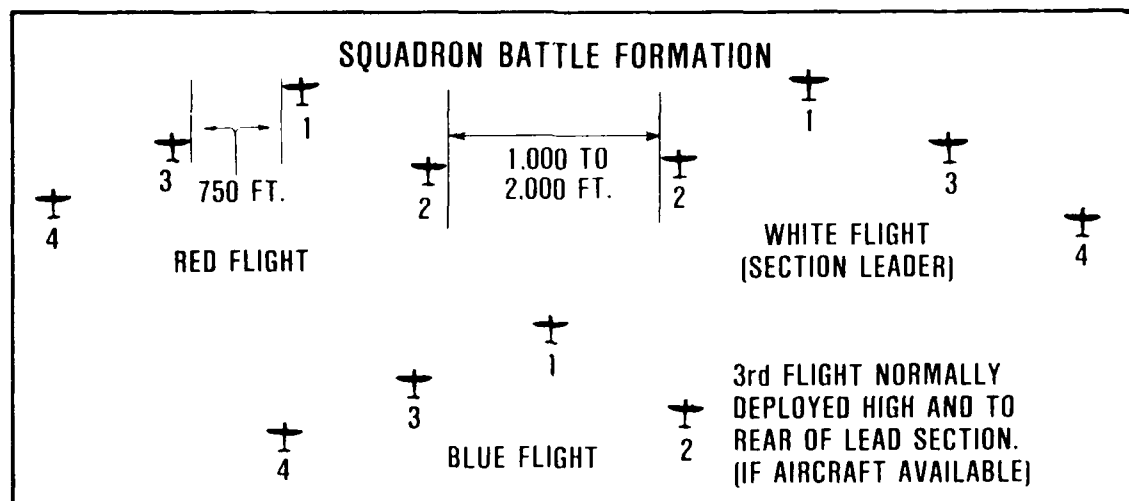 SQUADRON BATTLE FORMATION
1
1
3
3
750 FT.
1.000 TO
2.000 FT.
2
2
4
4
RED FLIGHT
WHITE FLIGHT
(SECTION LEADER)
1
3
2
4
BLUE FLIGHT
3rd FLIGHT NORMALLY
DEPLOYED HIGH AND TO
REAR OF LEAD SECTION.
(IF AIRCRAFT AVAILABLE)